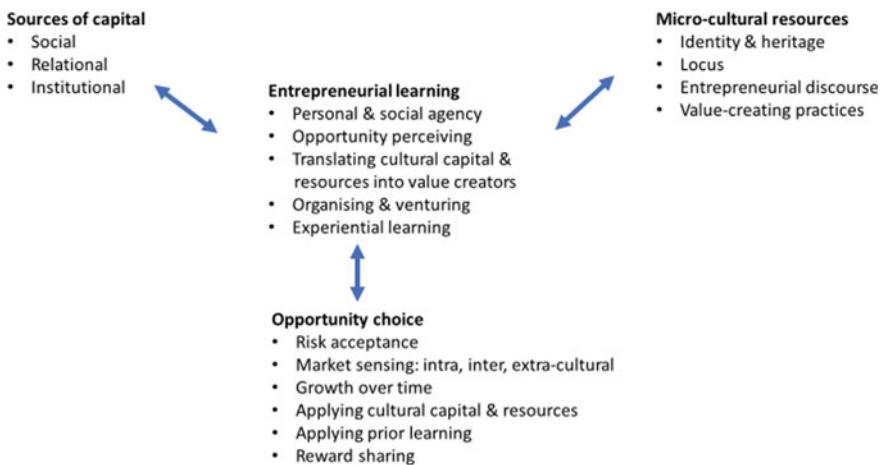 Sources of capital
• Social
• Relational
• Institutional
Micro-cultural resources
• Identity & heritage
• Locus
• Entrepreneurial discourse
• Value-creating practices
Entrepreneurial learning
• Personal & social agency
• Opportunity perceiving
• Translating cultural capital &
resources into value creators
• Organising & venturing
• Experiential learning
Opportunity choice
• Risk acceptance
• Market sensing: intra, inter, extra-cultural
• Growth over time
• Applying cultural capital & resources
• Applying prior learning
• Reward sharing